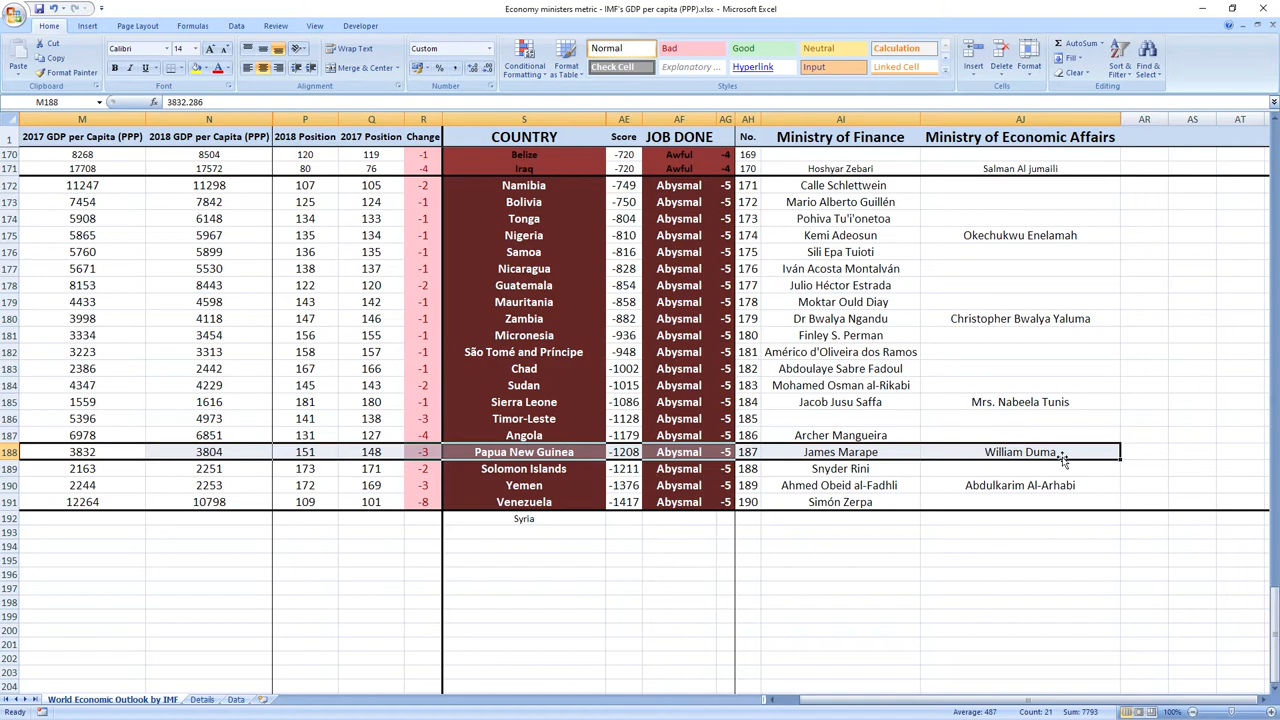 Economy ministers metric - IMF's GDP per capita (PPP).xlsx - Microsoft Excel
Home Insert Page Layout Formulas Data Review View Developer
Cut Calibri 14 Wrap Text Custom Normal Bad Good Neutral Calculation AutoSum
Copy Fill
Paste Format Painter Merge & Center Conditional Formatting Format as Table Check Cell Explanatory ... Hyperlink Input Linked Cell Insert Delete Format Clear Sort & Filter Find & Select
Clipboard Font Alignment Number Styles Cells Editing
M188 fx 3832.286
M N P Q R S AE AF AG AH AI AJ AR AS AT
1 2017 GDP per Capita (PPP) 2018 GDP per Capita (PPP) 2018 Position 2017 Position Change COUNTRY Score JOB DONE No. Ministry of Finance Ministry of Economic Affairs
170 8268 8504 120 119 -1 Belize -720 Awful -4 169
171 17708 17572 80 76 -4 Iraq -720 Awful -4 170 Hoshyar Zebari Salman Al Jumaili
172 11247 11298 107 105 -2 Namibia -749 Abysmal -5 171 Calle Schlettwein
173 7454 7842 125 124 -1 Bolivia -750 Abysmal -5 172 Mario Alberto Guillén
174 5908 6148 134 133 -1 Tonga -804 Abysmal -5 173 Pohiva Tu'i'onetoa
175 5865 5967 135 134 -1 Nigeria -810 Abysmal -5 174 Kemi Adeosun Okechukwu Enelamah
176 5760 5899 136 135 -1 Samoa -816 Abysmal -5 175 Sili Epa Tuioti
177 5671 5530 138 137 -1 Nicaragua -828 Abysmal -5 176 Iván Acosta Montalván
178 8153 8443 122 120 -2 Guatemala -854 Abysmal -5 177 Julio Héctor Estrada
179 4433 4598 143 142 -1 Mauritania -858 Abysmal -5 178 Moktar Ould Diay
180 3998 4118 147 146 -1 Zambia -882 Abysmal -5 179 Dr Bwalya Ngandu Christopher Bwalya Yaluma
181 3334 3454 156 155 -1 Micronesia -936 Abysmal -5 180 Finley S. Perman
182 3223 3313 158 157 -1 São Tomé and Príncipe -948 Abysmal -5 181 Américo d'Oliveira dos Ramos
183 2386 2442 167 166 -1 Chad -1002 Abysmal -5 182 Abdoulaye Sabre Fadoul
184 4347 4229 145 143 -2 Sudan -1015 Abysmal -5 183 Mohamed Osman al-Rikabi
185 1559 1616 181 180 -1 Sierra Leone -1086 Abysmal -5 184 Jacob Jusu Saffa Mrs. Nabeela Tunis
186 5396 4973 141 138 -3 Timor-Leste -1128 Abysmal -5 185
187 6978 6851 131 127 -4 Angola -1179 Abysmal -5 186 Archer Mangueira
188 3832 3804 151 148 -3 Papua New Guinea -1208 Abysmal -5 187 James Marape William Duma
189 2163 2251 173 171 -2 Solomon Islands -1211 Abysmal -5 188 Snyder Rini
190 2244 2253 172 169 -3 Yemen -1376 Abysmal -5 189 Ahmed Obeid al-Fadhli Abdulkarim Al-Arhabi
191 12264 10798 109 101 -8 Venezuela -1417 Abysmal -5 190 Simón Zerpa
192 Syria
193
194
195
196
197
198
199
200
201
202
203
204
World Economic Outlook by IMF Details Data
Ready Average: 487 Count: 21 Sum: 7793 100%